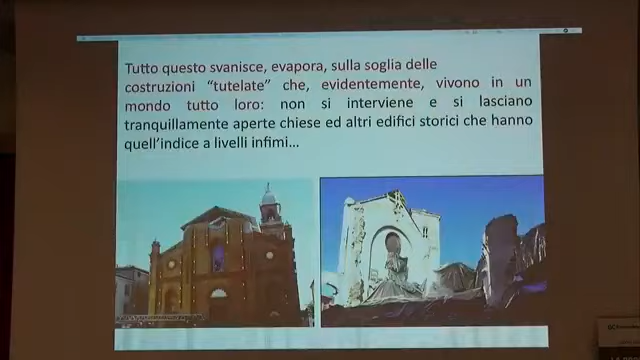 Tutto questo svanisce, evapora, sulla soglia delle
costruzioni “tutelate” che, evidentemente, vivono in un
mondo tutto loro: non si interviene e si lasciano
tranquillamente aperte chiese ed altri edifici storici che hanno
quell’indice a livelli infimi...